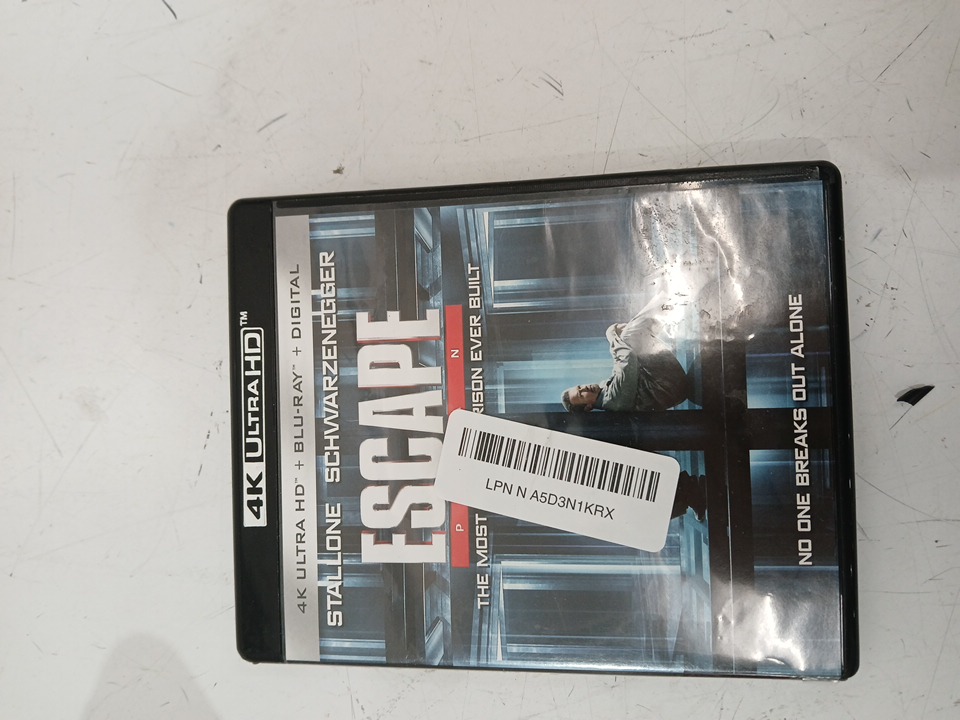 4K ULTRAHD™
4K ULTRA HD™ + BLU-RAY™ + DIGITAL
STALLONE SCHWARZENEGGER
ESCAPE
P N
THE MOST RISON EVER BUILT
LPN N A5D3N1KRX
NO ONE BREAKS OUT ALONE